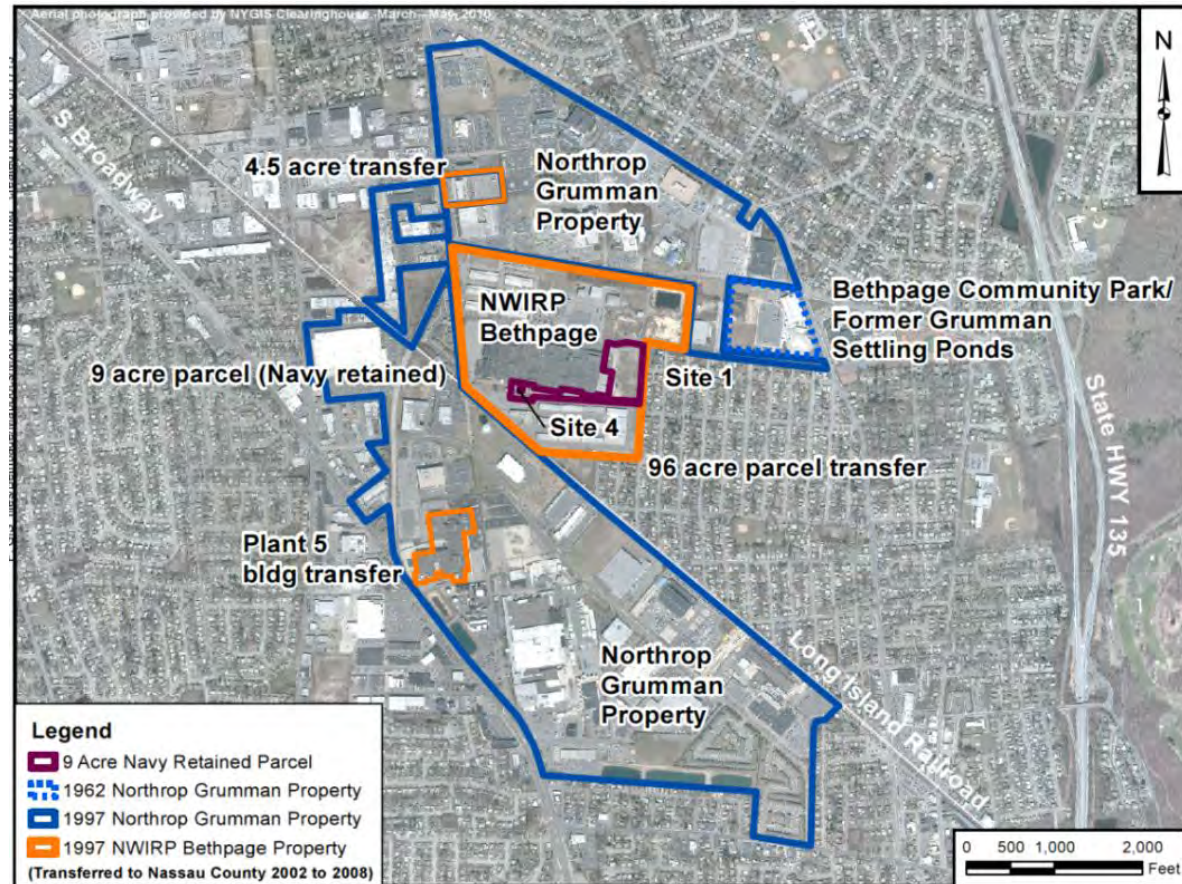 Aerial photograph provided by NYGIS Clearinghouse, March - May, 2010
N
S Broadway
4.5 acre transfer
Northrop
Grumman
Property
NWIRP
Bethpage
Bethpage Community Park/
Former Grumman
Settling Ponds
9 acre parcel (Navy retained)
Site 1
Site 4
96 acre parcel transfer
State HWY 135
Plant 5
bldg transfer
Northrop
Grumman
Property
Long Island Railroad
Legend
9 Acre Navy Retained Parcel
1962 Northrop Grumman Property
1997 Northrop Grumman Property
1997 NWIRP Bethpage Property
(Transferred to Nassau County 2002 to 2008)
0 500 1,000 2,000
Feet